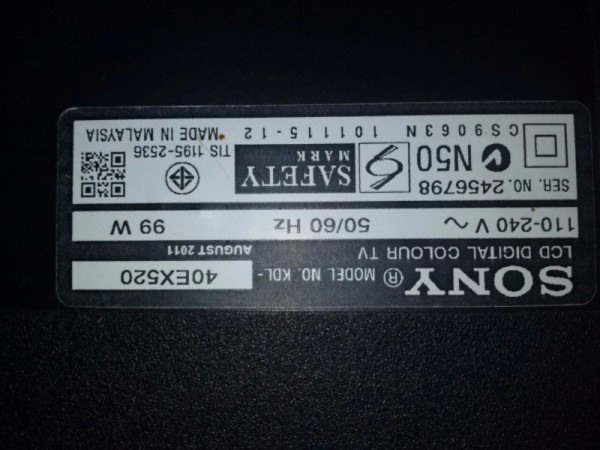 SONY® MODEL NO. KDL- 40EX520
LCD DIGITAL COLOUR TV AUGUST 2011
110-240 V ~ 50/60 Hz 99 W
SER. NO. 2456798
N50 S SAFETY MARK TIS 1195-2536
CS9063N 101115-12 *MADE IN MALAYSIA